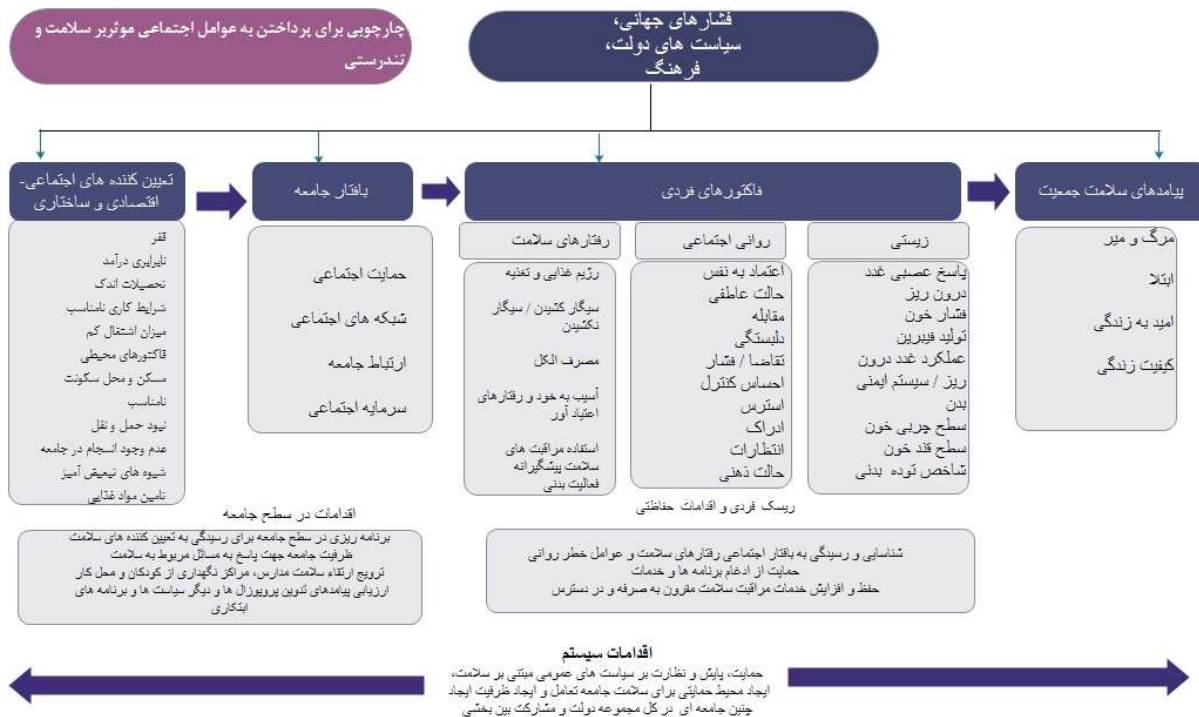 چارچوبی برای پرداختن به عوامل اجتماعی موثربر سلامت و
تندرستی
فشارهای جهانی،
سیاست های دولت،
فرهنگ
تعیین کننده های اجتماعی-
اقتصادی و ساختاری
فقر
نابرابری درآمد
تحصیلات اندک
شرایط کاری نامناسب
میزان اشتغال کم
فاکتورهای محیطی
مسکن و محل سکونت
نامناسب
نبود حمل و نقل
عدم وجود انسجام در جامعه
شیوه های تبعیض آمیز
تامین مواد غذایی
بافتار جامعه
حمایت اجتماعی
شبکه های اجتماعی
ارتباط جامعه
سرمایه اجتماعی
فاکتورهای فردی
رفتارهای سلامت
رژیم غذایی و تغذیه
سیگار کشیدن / سیگار
نکشیدن
مصرف الکل
آسیب به خود و رفتارهای
اعتیاد آور
استفاده مراقبت های
سلامت پیشگیرانه
فعالیت بدنی
روانی اجتماعی
اعتماد به نفس
حالت عاطفی
مقابله
دلبستگی
تقاضا / فشار
احساس کنترل
استرس
ادراک
انتظارات
حالت ذهنی
زیستی
پاسخ عصبی غدد
درون ریز
فشار خون
تولید فیبرین
عملکرد غدد درون
ریز / سیستم ایمنی
بدن
سطح چربی خون
سطح قند خون
شاخص توده بدنی
پیامدهای سلامت جمعیت
مرگ و میر
ابتلا
امید به زندگی
کیفیت زندگی
اقدامات در سطح جامعه
برنامه ریزی در سطح جامعه برای رسیدگی به تعیین کننده های سلامت
ظرفیت جامعه جهت پاسخ به مسائل مربوط به سلامت
ترویج ارتقاء سلامت مدارس، مراکز نگهداری از کودکان و محل کار
ارزیابی پیامدهای تدوین پروپوزال ها و دیگر سیاست ها و برنامه های
ابتکاری
ریسک فردی و اقدامات حفاظتی
شناسایی و رسیدگی به بافتار اجتماعی رفتارهای سلامت و عوامل خطر روانی
حمایت از ادغام برنامه ها و خدمات
حفظ و افزایش خدمات مراقبت سلامت مقرون به صرفه و در دسترس
اقدامات سیستم
حمایت، پایش و نظارت بر سیاست های عمومی مبتنی بر سلامت،
ایجاد محیط حمایتی برای سلامت جامعه تعامل و ایجاد ظرفیت ایجاد
چنین جامعه ای در کل مجموعه دولت و مشارکت بین بخشی